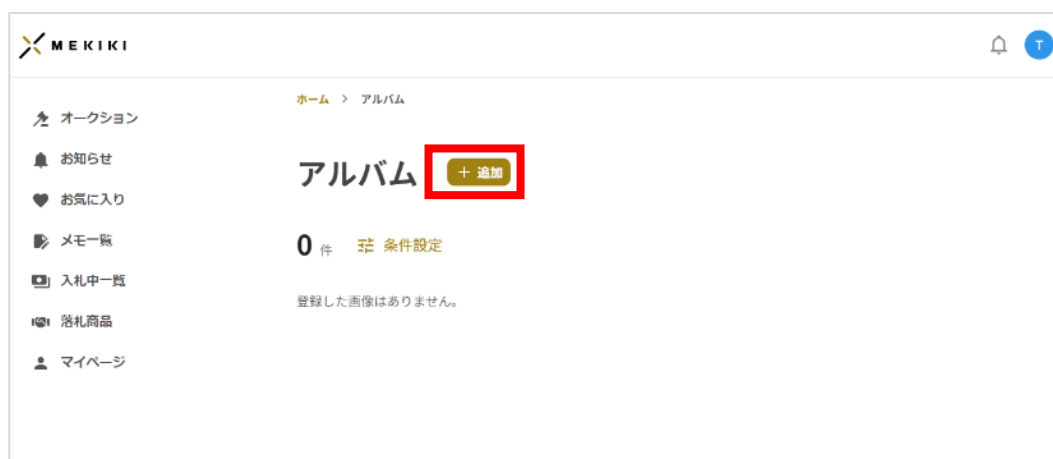 MEKIKI
T
ホーム > アルバム
オークション
お知らせ
お気に入り
メモ一覧
入札中一覧
落札商品
マイページ
アルバム
+ 追加
0 件
条件設定
登録した画像はありません。